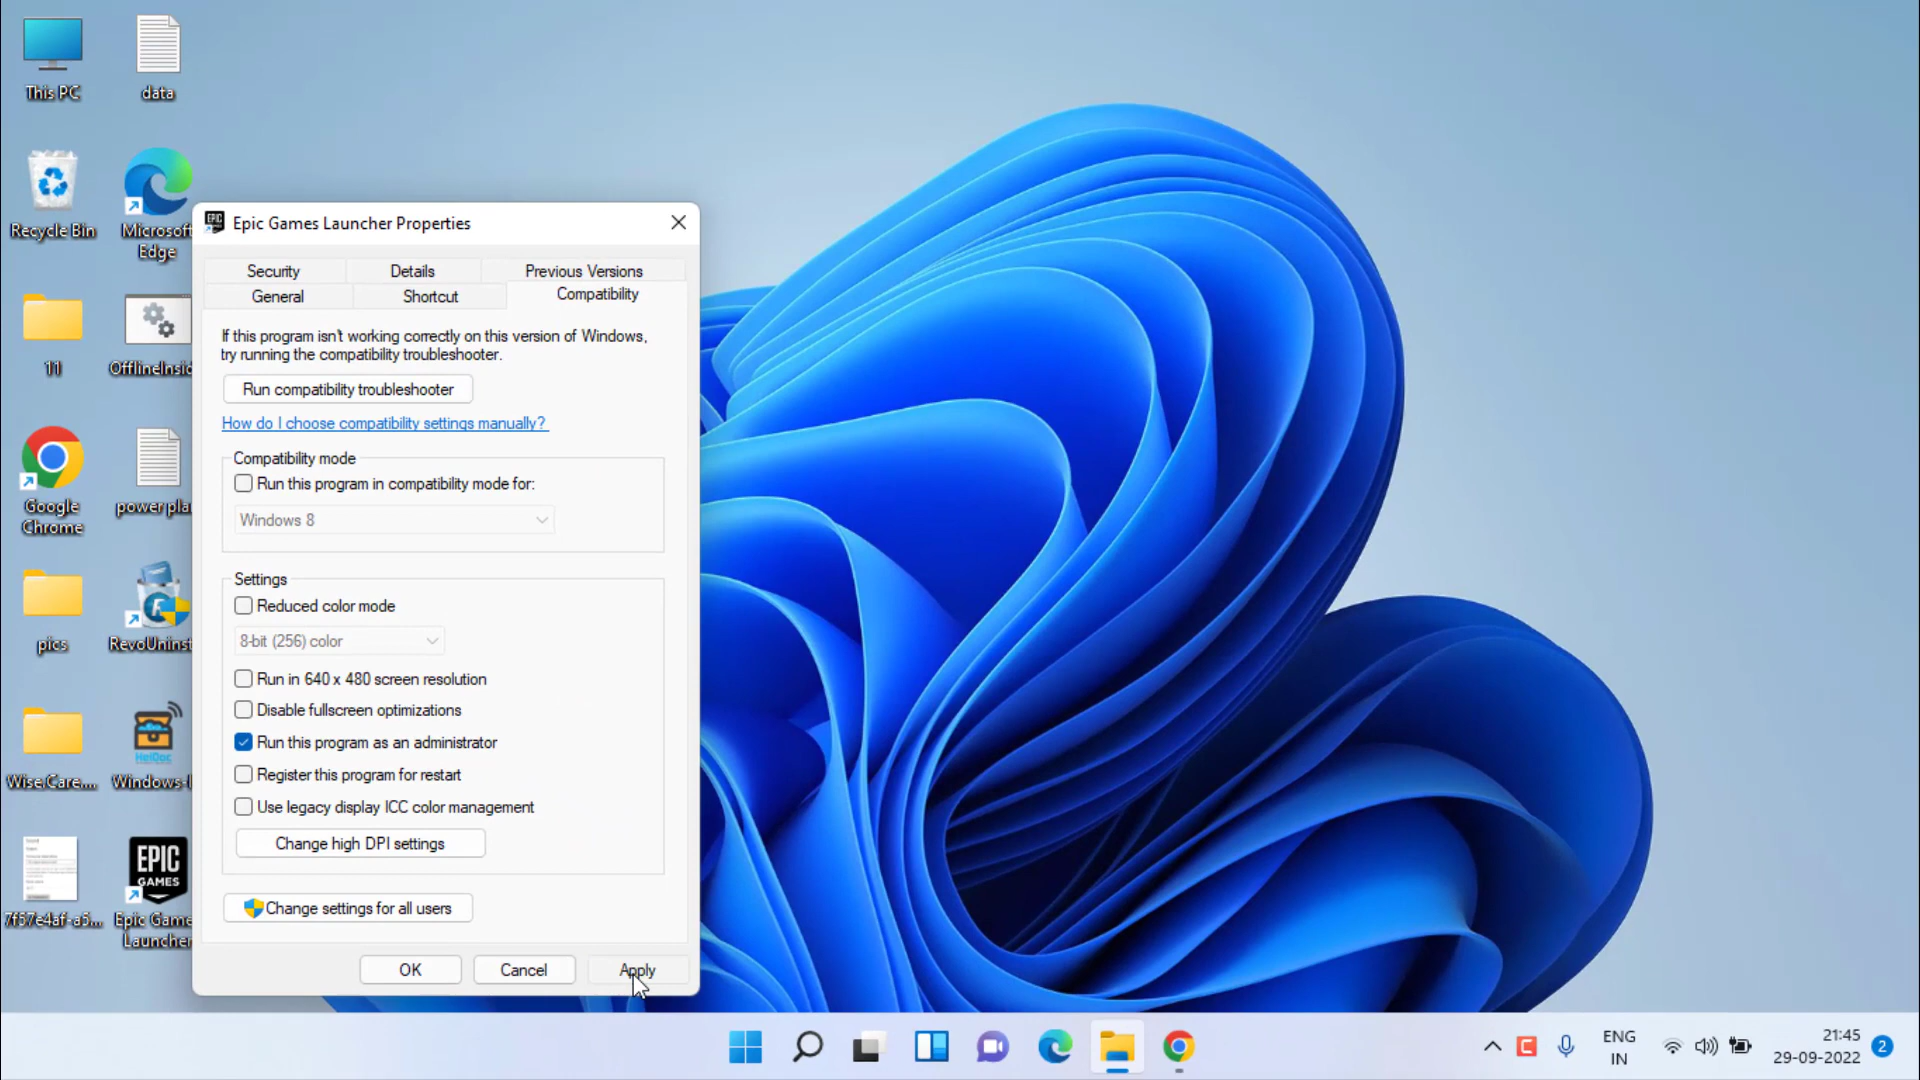 This PC
data
Recycle Bin
Microsoft
Edge
11
OfflineInsid
Google
Chrome
power pla
pics
RevoUninst
Wise.Care....
HeiDoc
Windows-I
7f57e4af-a5...
EPIC
GAMES
Epic Game
Launcher
EPIC
Epic Games Launcher Properties
Security
Details
Previous Versions
General
Shortcut
Compatibility
If this program isn't working correctly on this version of Windows,
try running the compatibility troubleshooter.
Run compatibility troubleshooter
How do I choose compatibility settings manually?
Compatibility mode
Run this program in compatibility mode for:
Windows 8
Settings
Reduced color mode
8-bit (256) color
Run in 640 x 480 screen resolution
Disable fullscreen optimizations
Run this program as an administrator
Register this program for restart
Use legacy display ICC color management
Change high DPI settings
Change settings for all users
OK
Cancel
Apply
ENG
IN
21:45
29-09-2022
2